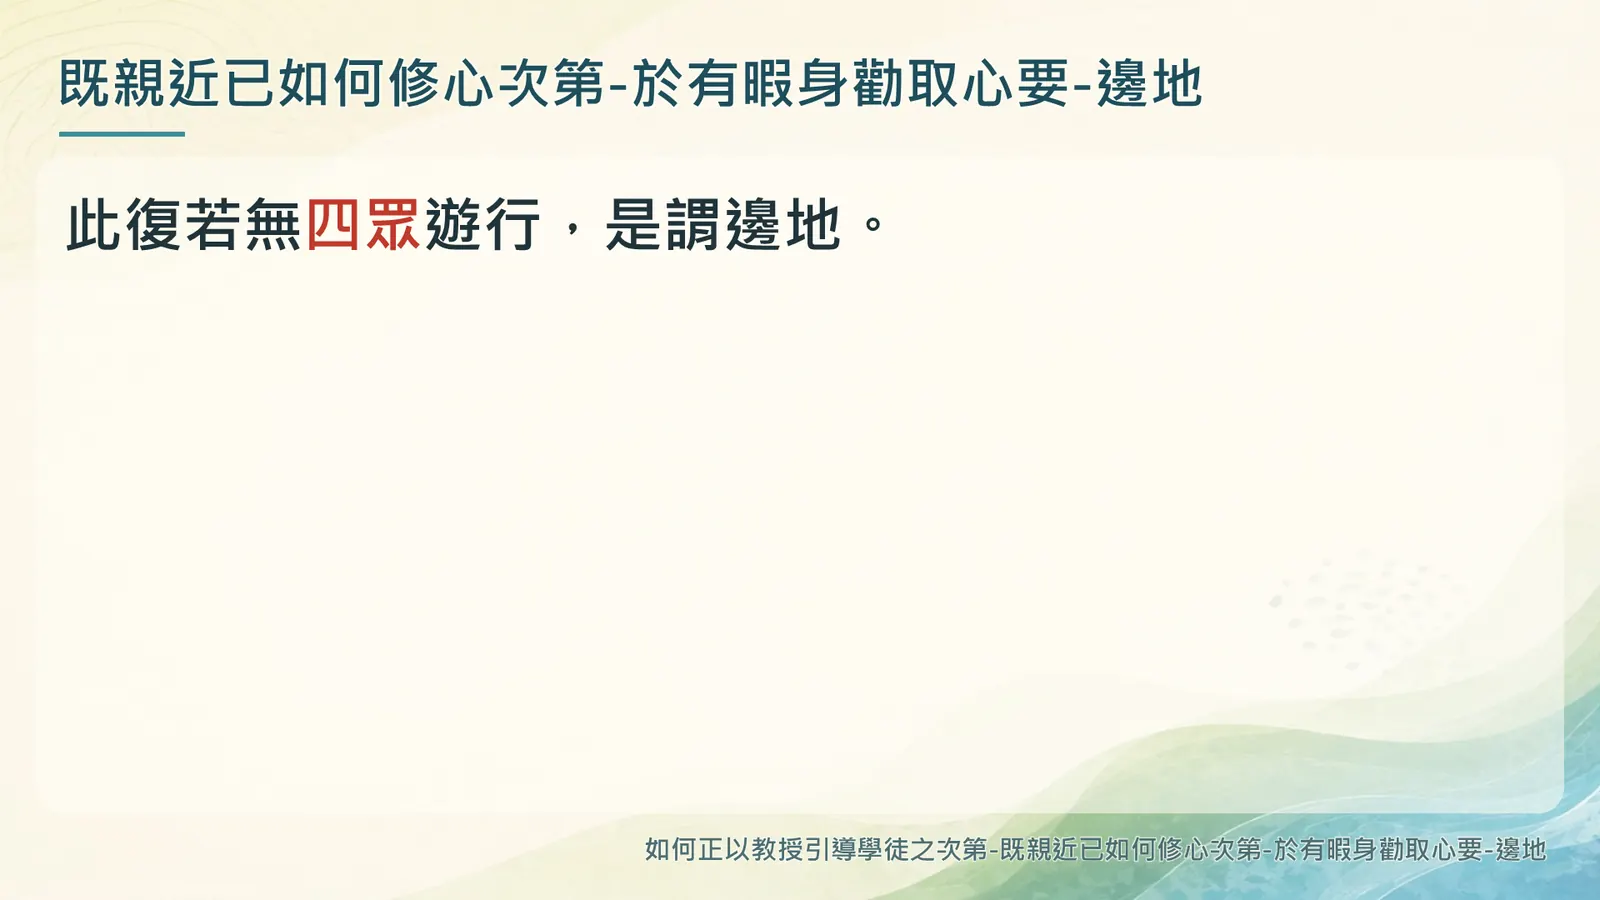 既親近已如何修心次第-於有暇身勸取心要-邊地
此復若無四眾遊行，是謂邊地。
如何正以教授引導學徒之次第-既親近已如何修心次第-於有暇身勸取心要-邊地